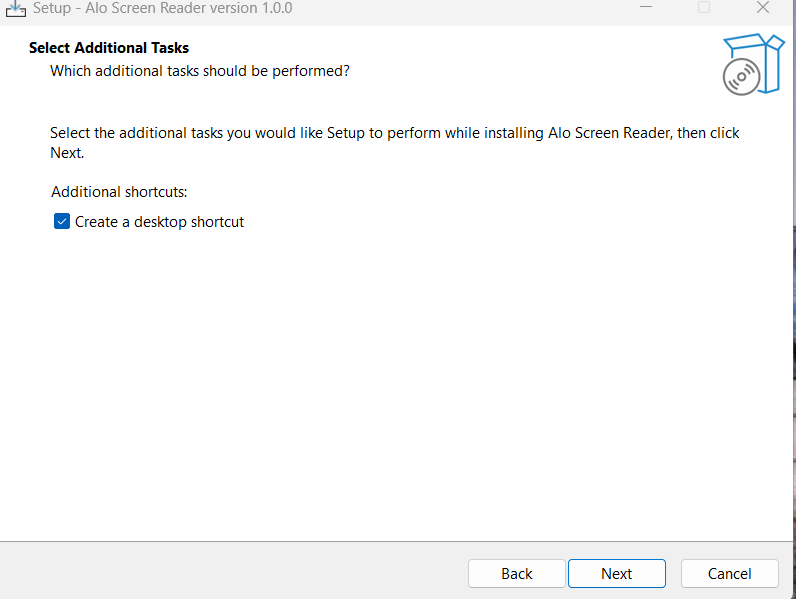 Setup - Alo Screen Reader version 1.0.0
Select Additional Tasks
Which additional tasks should be performed?
Select the additional tasks you would like Setup to perform while installing Alo Screen Reader, then click
Next.
Additional shortcuts:
Create a desktop shortcut
Back
Next
Cancel